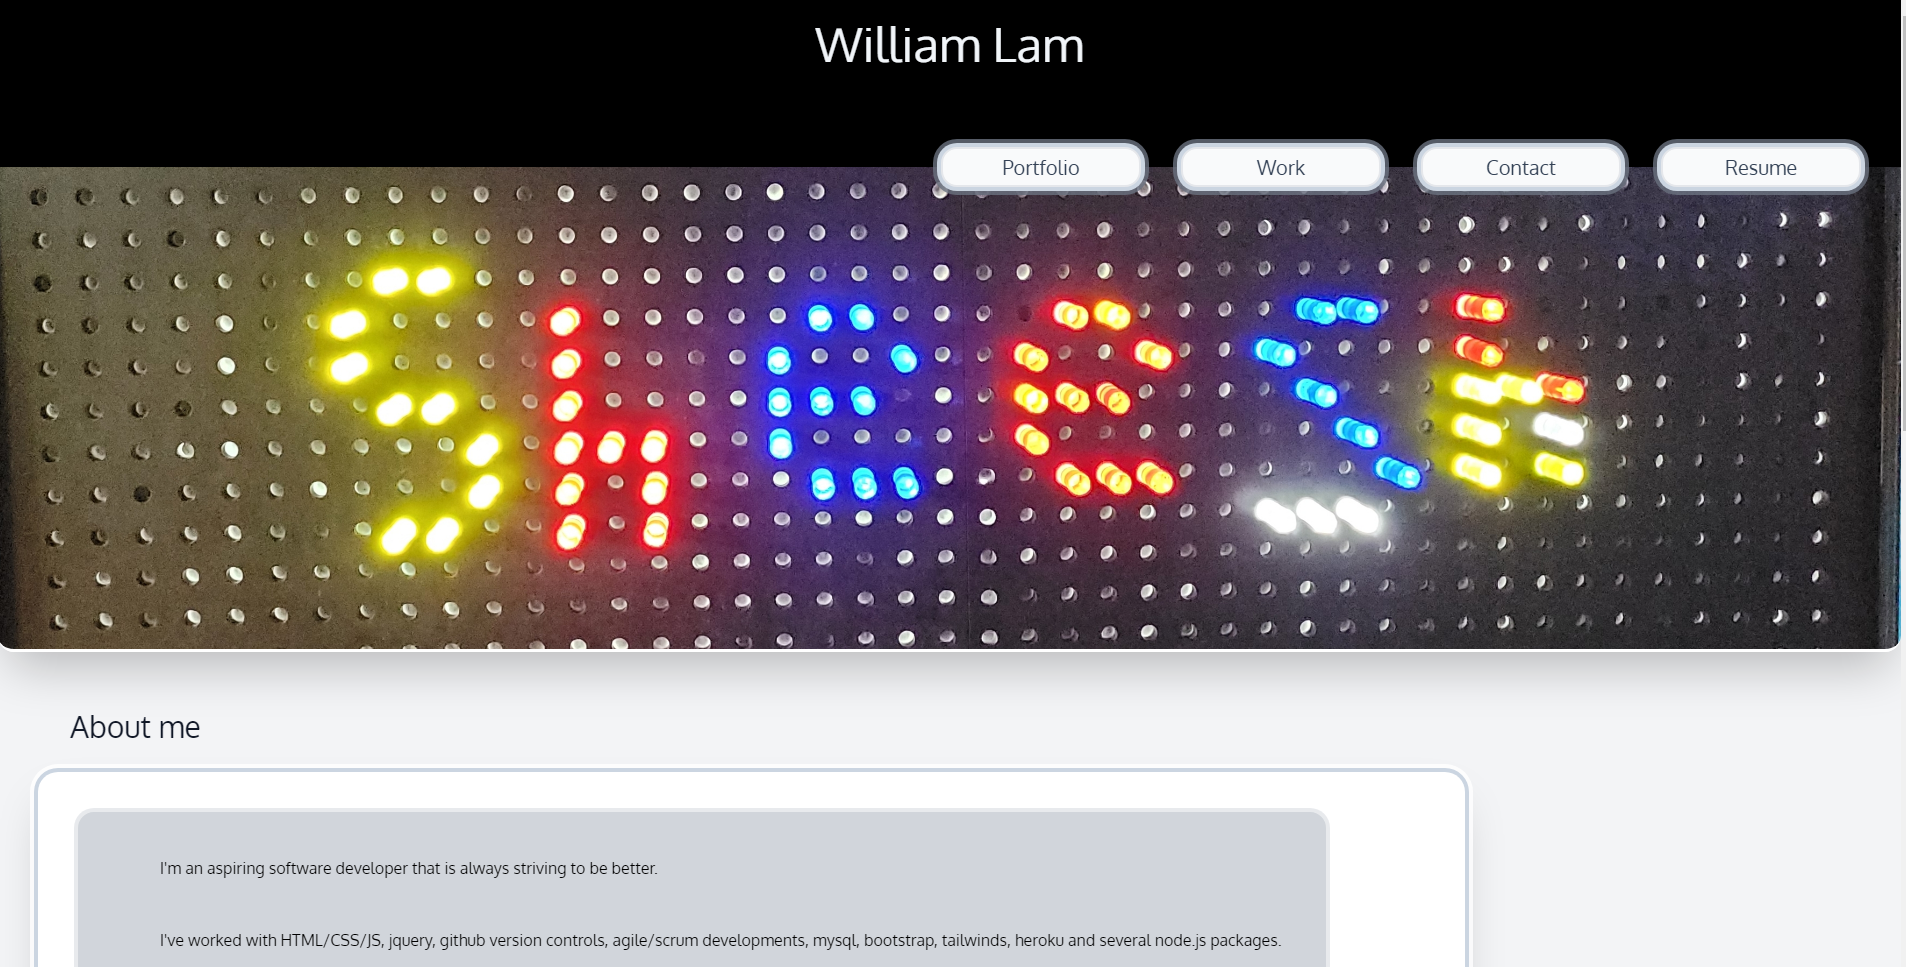 William Lam
Portfolio Work Contact Resume
Sheesh
About me
I'm an aspiring software developer that is always striving to be better.
I've worked with HTML/CSS/JS, jquery, github version controls, agile/scrum developments, mysql, bootstrap, tailwinds, heroku and several node.js packages.